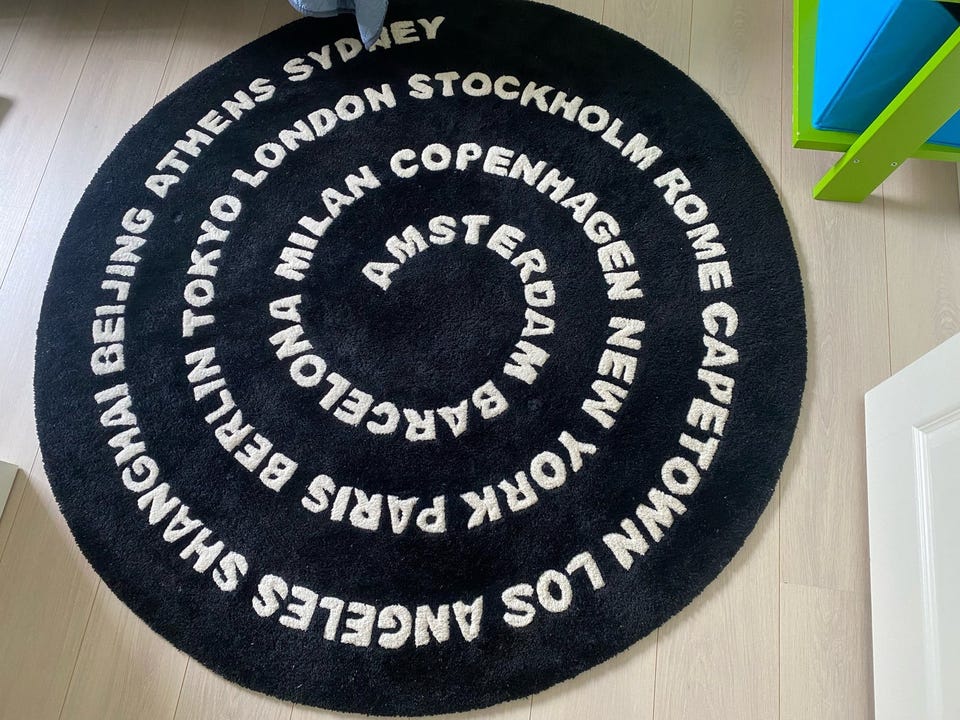 AMSTERDAM BARCELONA MILAN COPENHAGEN NEW YORK PARIS BERLIN TOKYO LONDON STOCKHOLM ROME CAPETOWN LOS ANGELES SHANGHAI BEIJING ATHENS SYDNEY